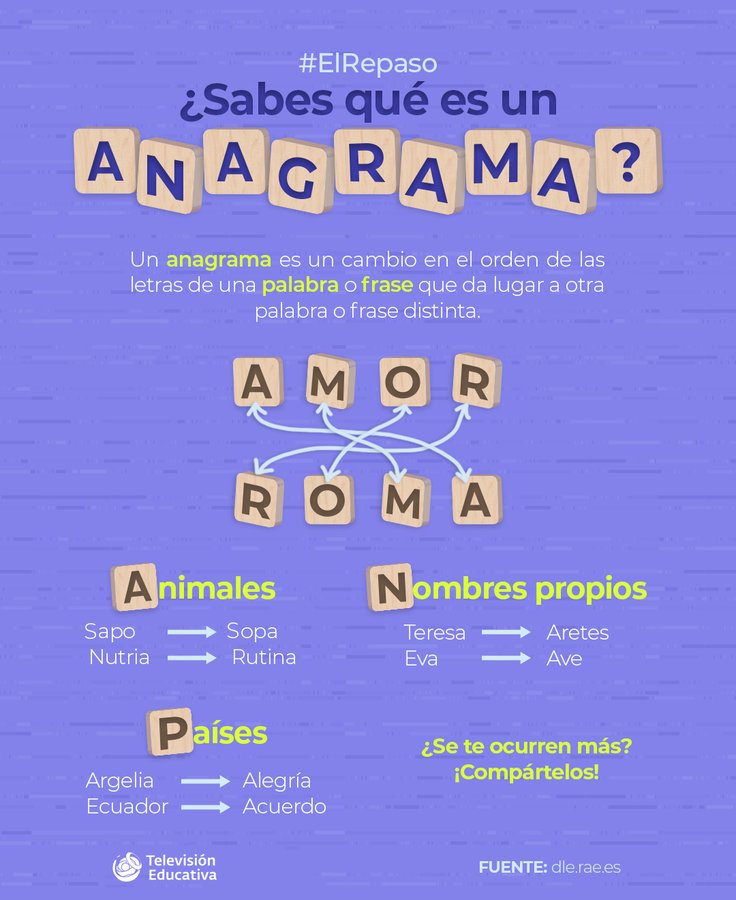 #ElRepaso
¿Sabes qué es un
ANAGRAMA?
Un anagrama es un cambio en el orden de las
letras de una palabra o frase que da lugar a otra
palabra o frase distinta.
AMOR
ROMA
Animales
Sapo Sopa
Nutria Rutina
Nombres propios
Teresa Aretes
Eva Ave
Países
Argelia Alegría
Ecuador Acuerdo
¿Se te ocurren más?
¡Compártelos!
Televisión
Educativa
FUENTE: dle.rae.es